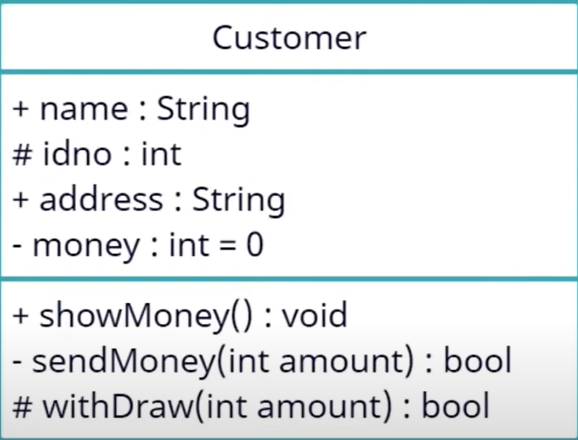 Customer
+ name : String
# idno : int
+ address : String
- money : int = 0
+ showMoney() : void
- sendMoney(int amount) : bool
# withDraw(int amount) : bool